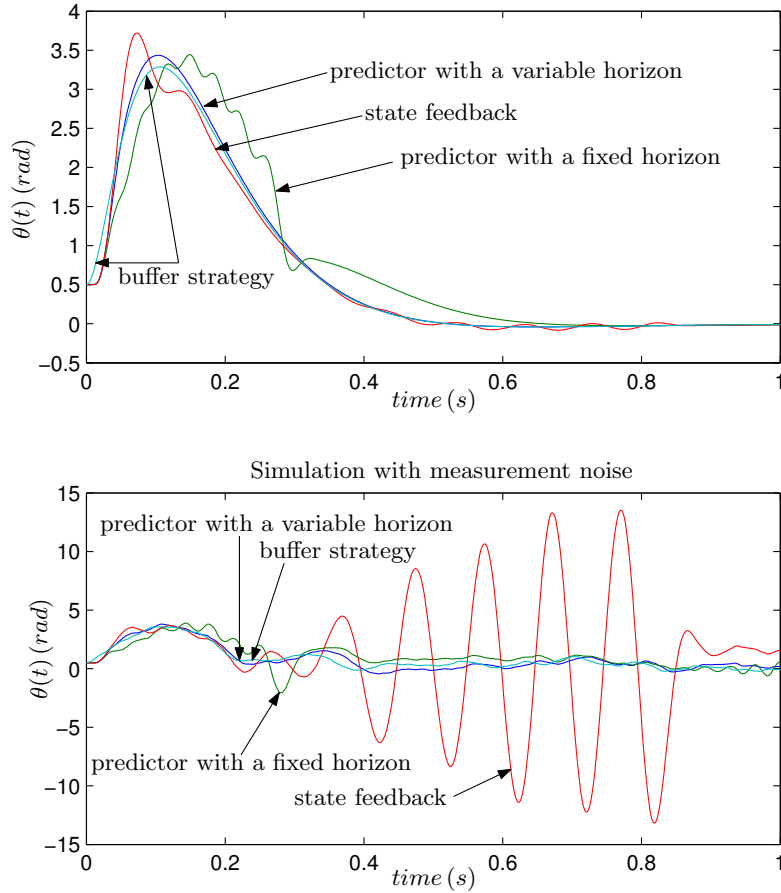 4
3.5
3
2.5
2
1.5
1
0.5
0
−0.5
θ(t) (rad)
predictor with a variable horizon
state feedback
predictor with a fixed horizon
buffer strategy
0 0.2 0.4 0.6 0.8 1
time (s)
Simulation with measurement noise
15
10
5
0
−5
−10
−15
θ(t) (rad)
predictor with a variable horizon
buffer strategy
predictor with a fixed horizon
state feedback
0 0.2 0.4 0.6 0.8 1
time (s)